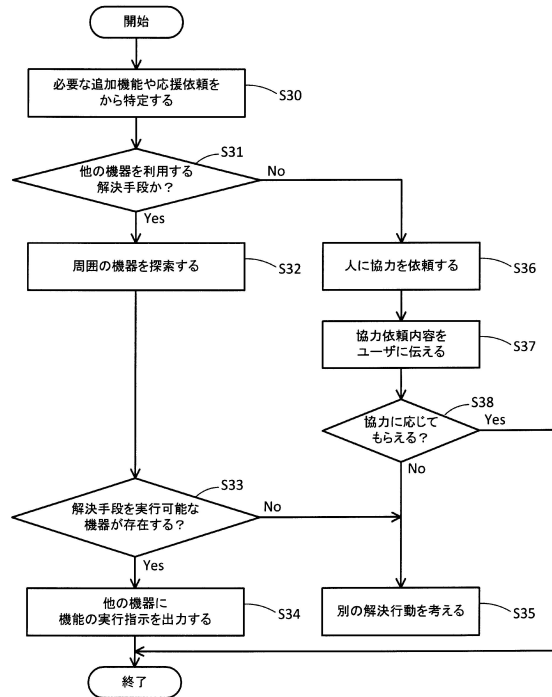 開始
必要な追加機能や応援依頼を
から特定する
S30
他の機器を利用する
解決手段か？
S31
No
Yes
周囲の機器を探索する
S32
人に協力を依頼する
S36
協力依頼内容を
ユーザに伝える
S37
協力に応じて
もらえる？
S38
Yes
No
解決手段を実行可能な
機器が存在する？
S33
No
Yes
他の機器に
機能の実行指示を出力する
S34
別の解決行動を考える
S35
終了